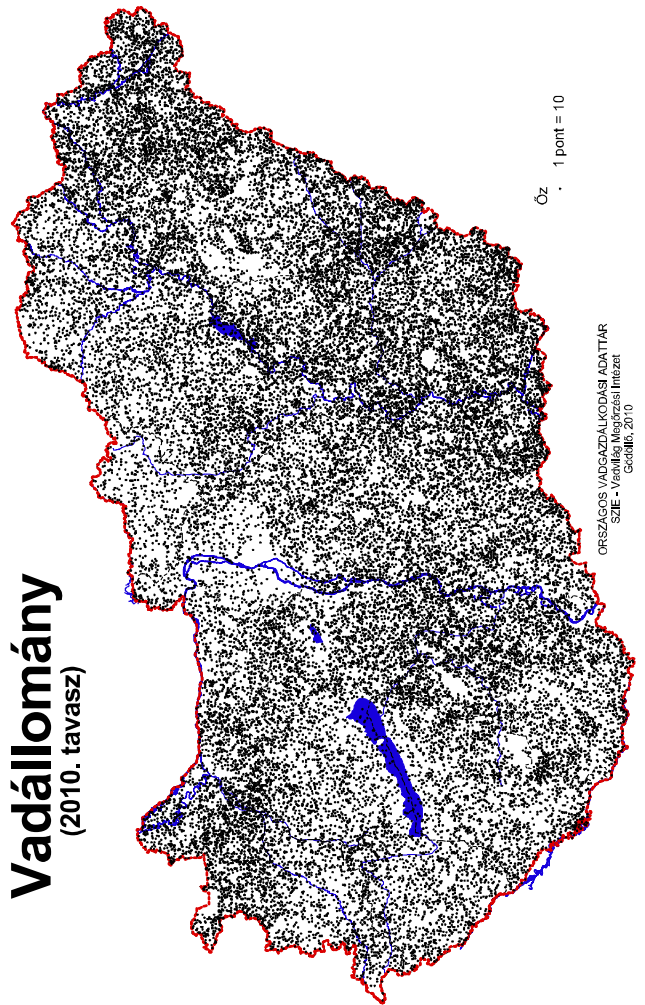 Vadállomány
(2010. tavasz)
Őz
. 1 pont = 10
ORSZÁGOS VADGAZDÁLKODÁSI ADATTÁR
SZIE - Vadvilág Megőrzési Intézet
Gödöllő, 2010